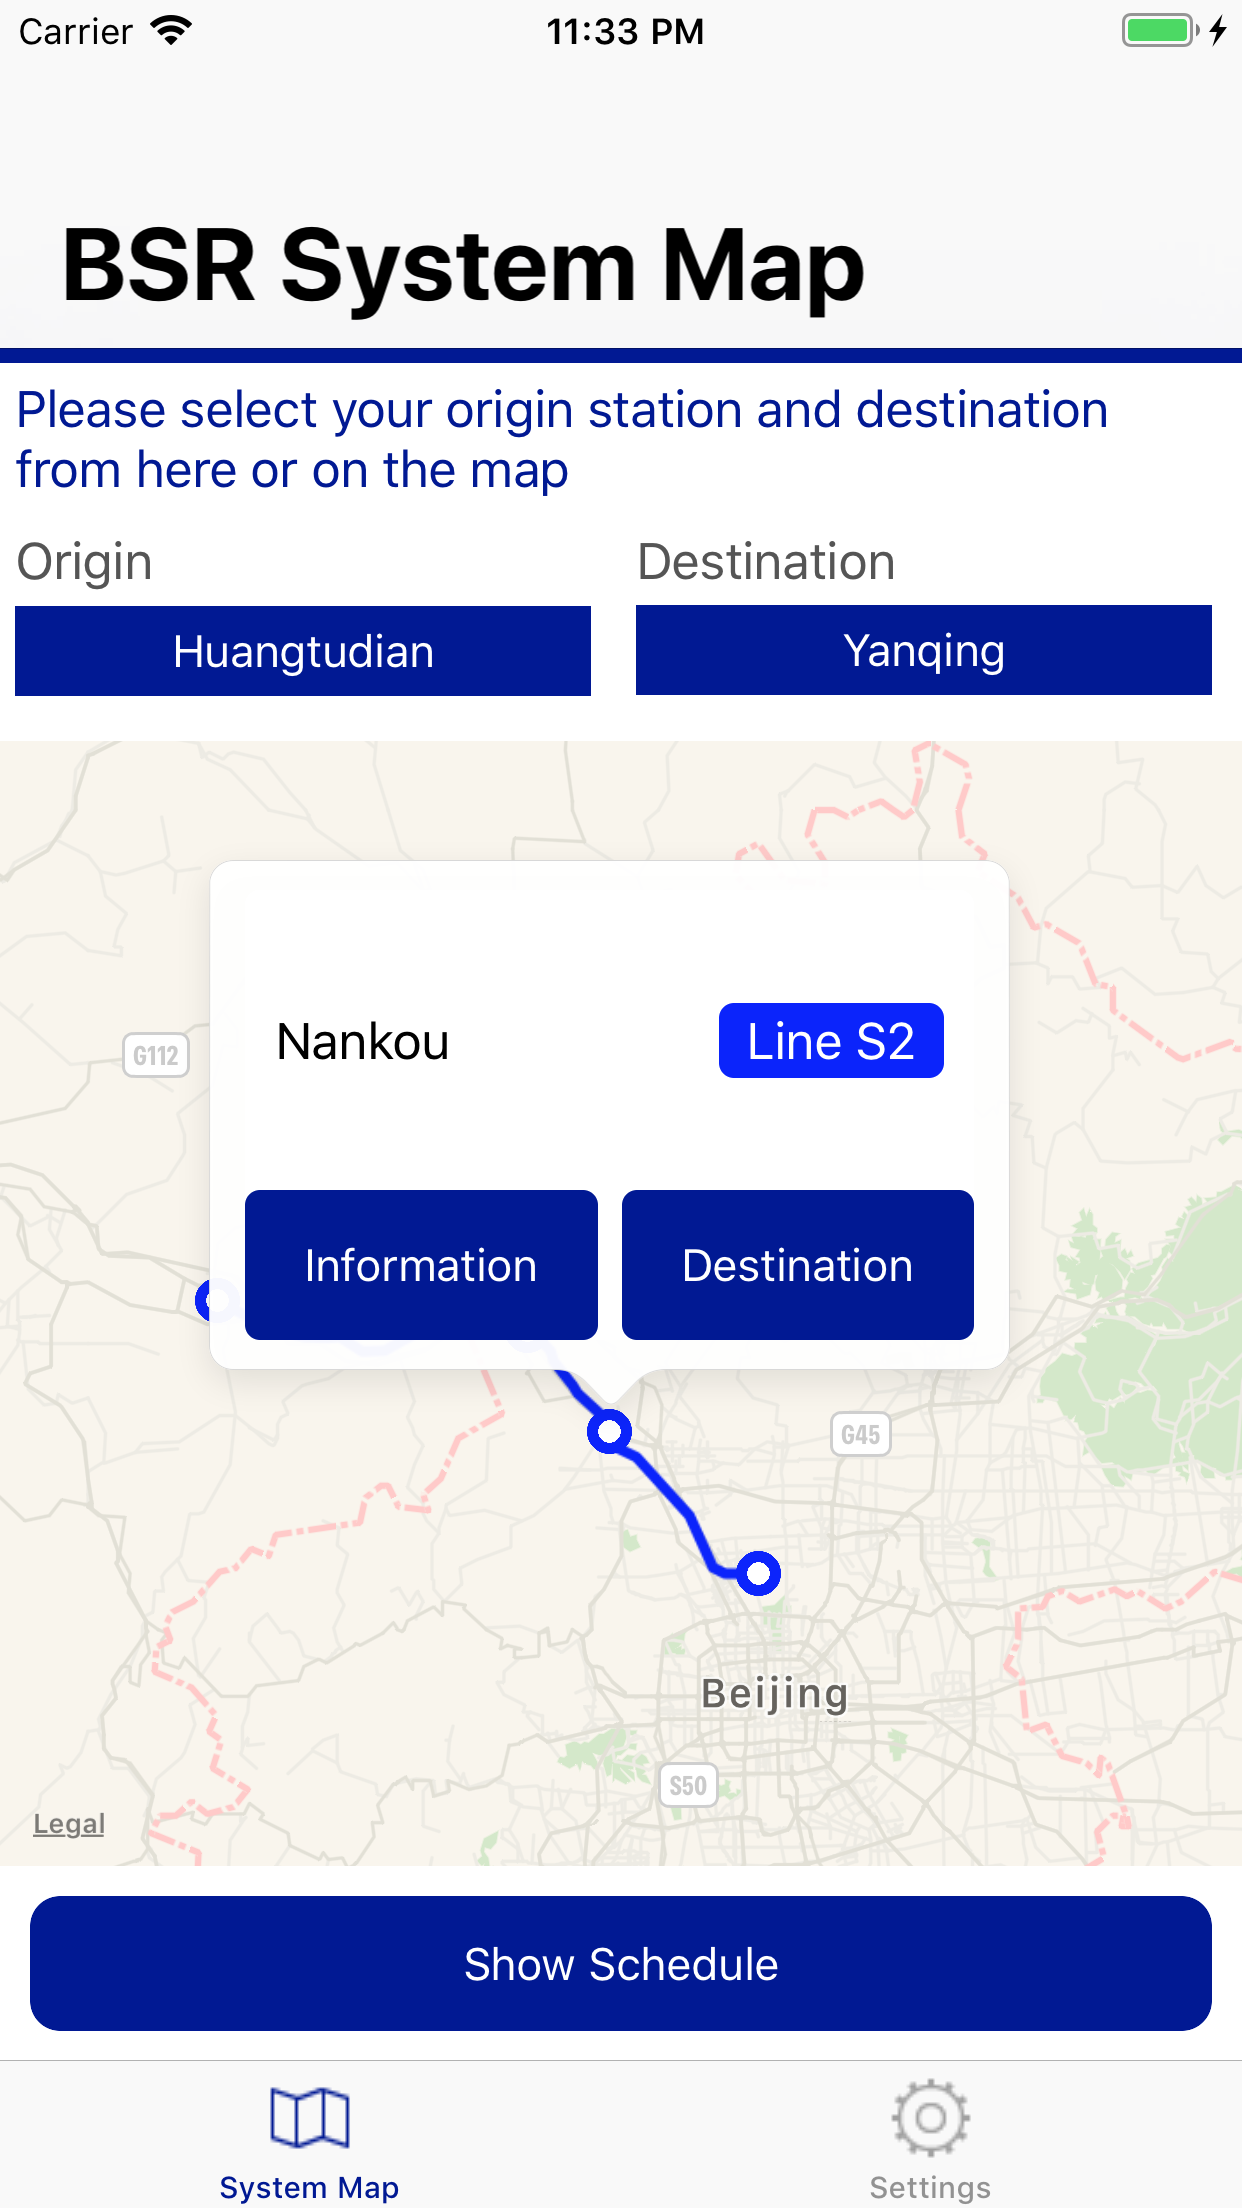 Carrier
11:33 PM
BSR System Map
Please select your origin station and destination
from here or on the map
Origin
Destination
Huangtudian
Yanqing
Nankou
Line S2
G112
Information
Destination
G45
Beijing
S50
Legal
Show Schedule
System Map
Settings